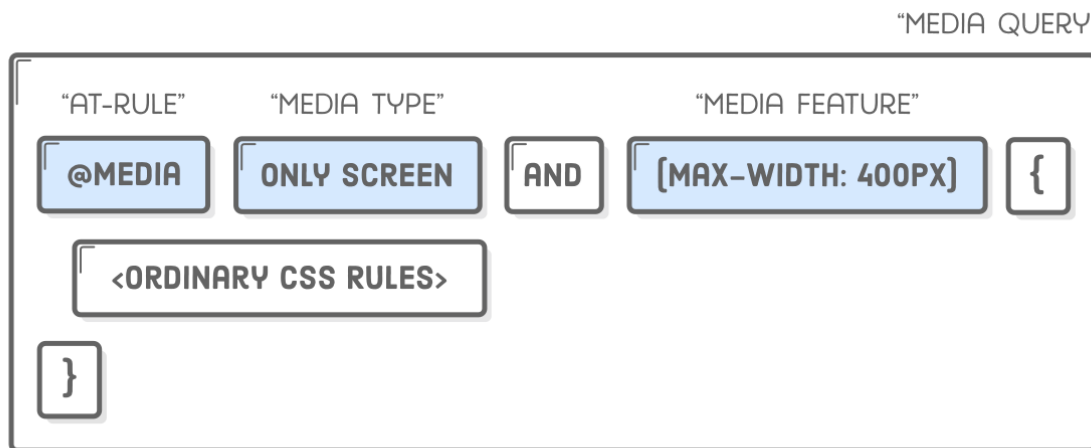 “MEDIA QUERY
“AT-RULE” “MEDIA TYPE” “MEDIA FEATURE”
@MEDIA ONLY SCREEN AND (MAX-WIDTH: 400PX) {
<ORDINARY CSS RULES>
}